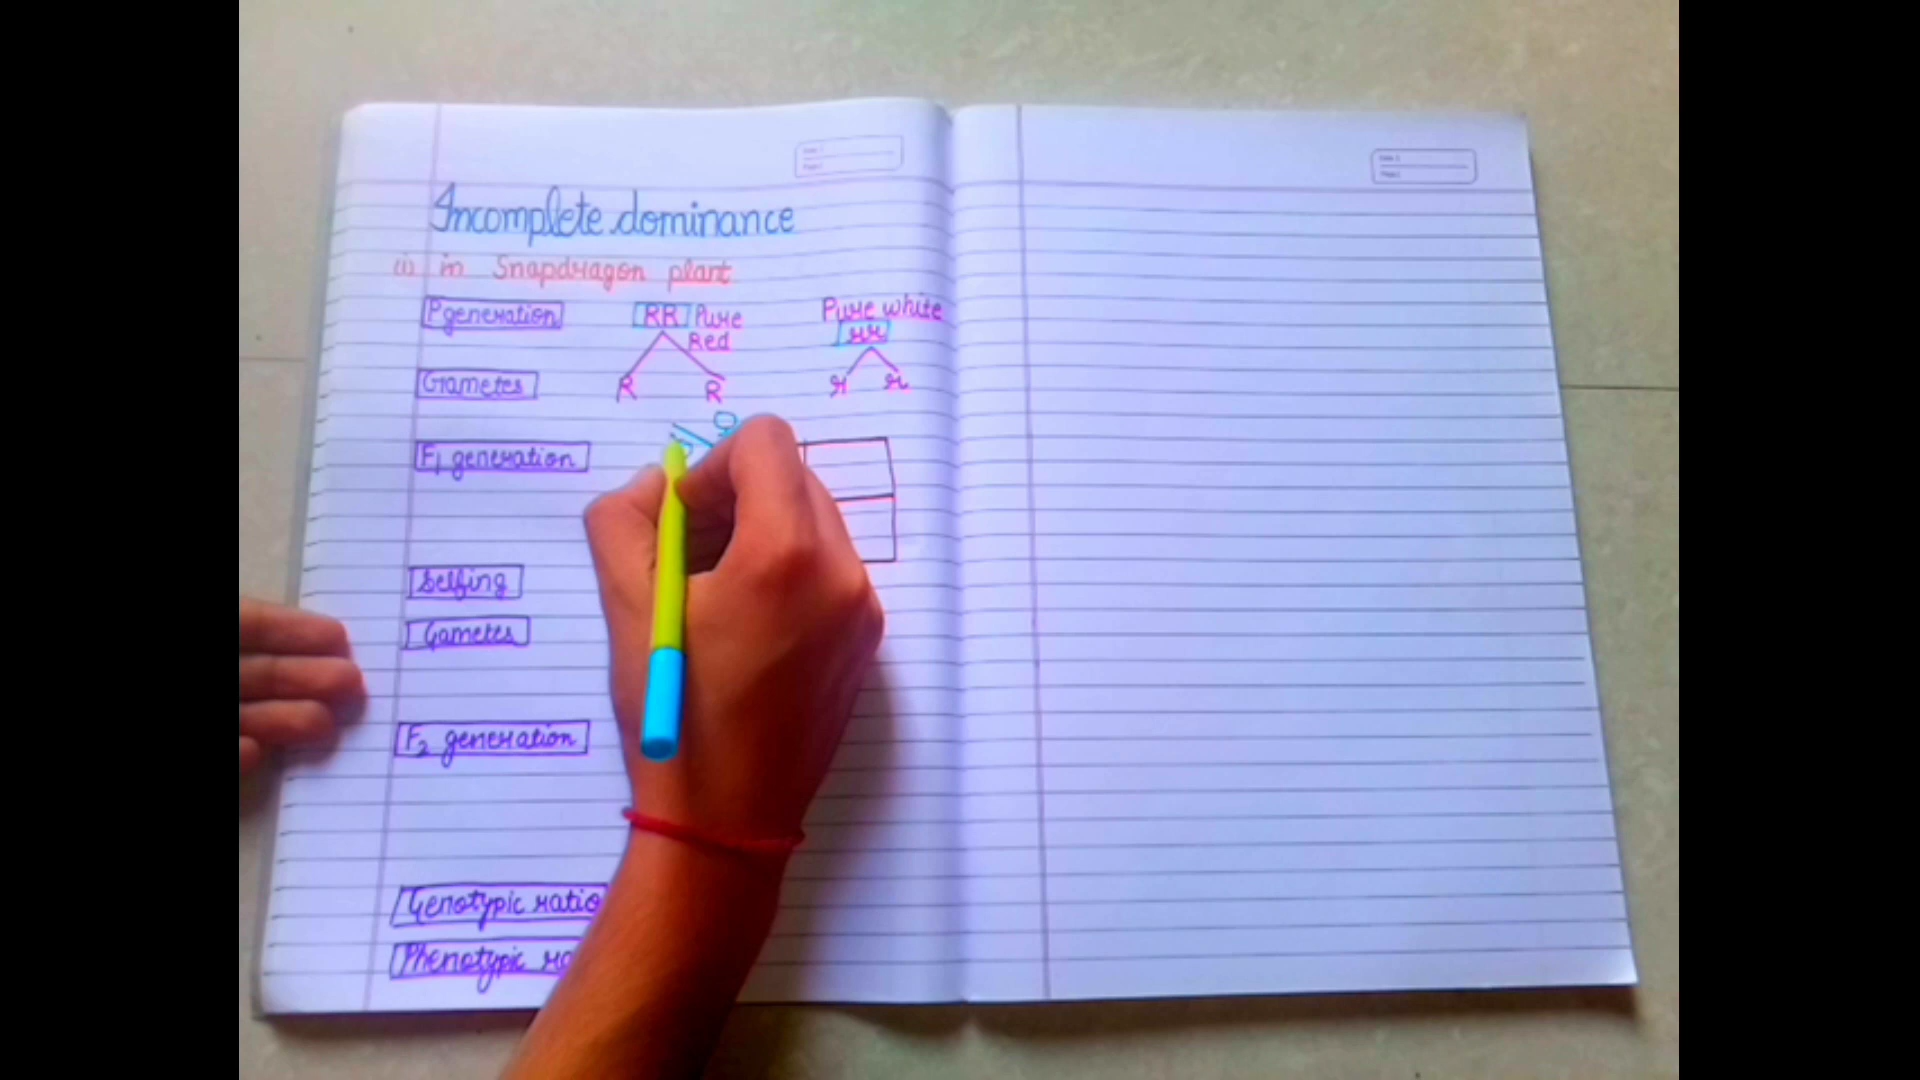 Incomplete dominance
(i) in Snapdragon plant
P generation RR Pure Red Pure white rr
Gametes R R r r
F1 generation
Selfing
Gametes
F2 generation
Genotypic ratio
Phenotypic